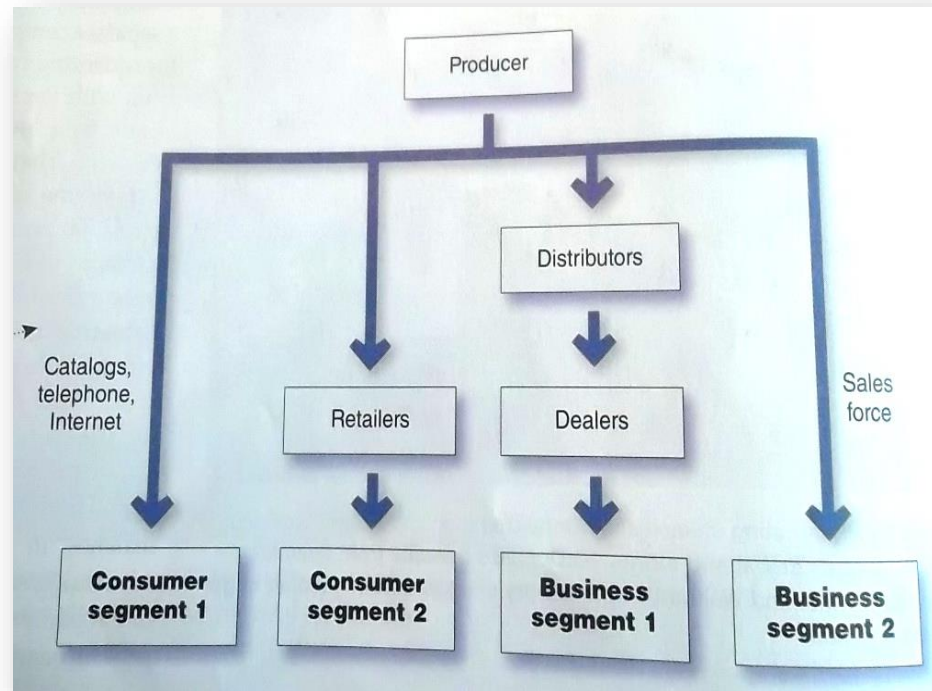 Producer
Distributors
Catalogs,
telephone,
Internet
Retailers
Dealers
Sales
force
Consumer
segment 1
Consumer
segment 2
Business
segment 1
Business
segment 2